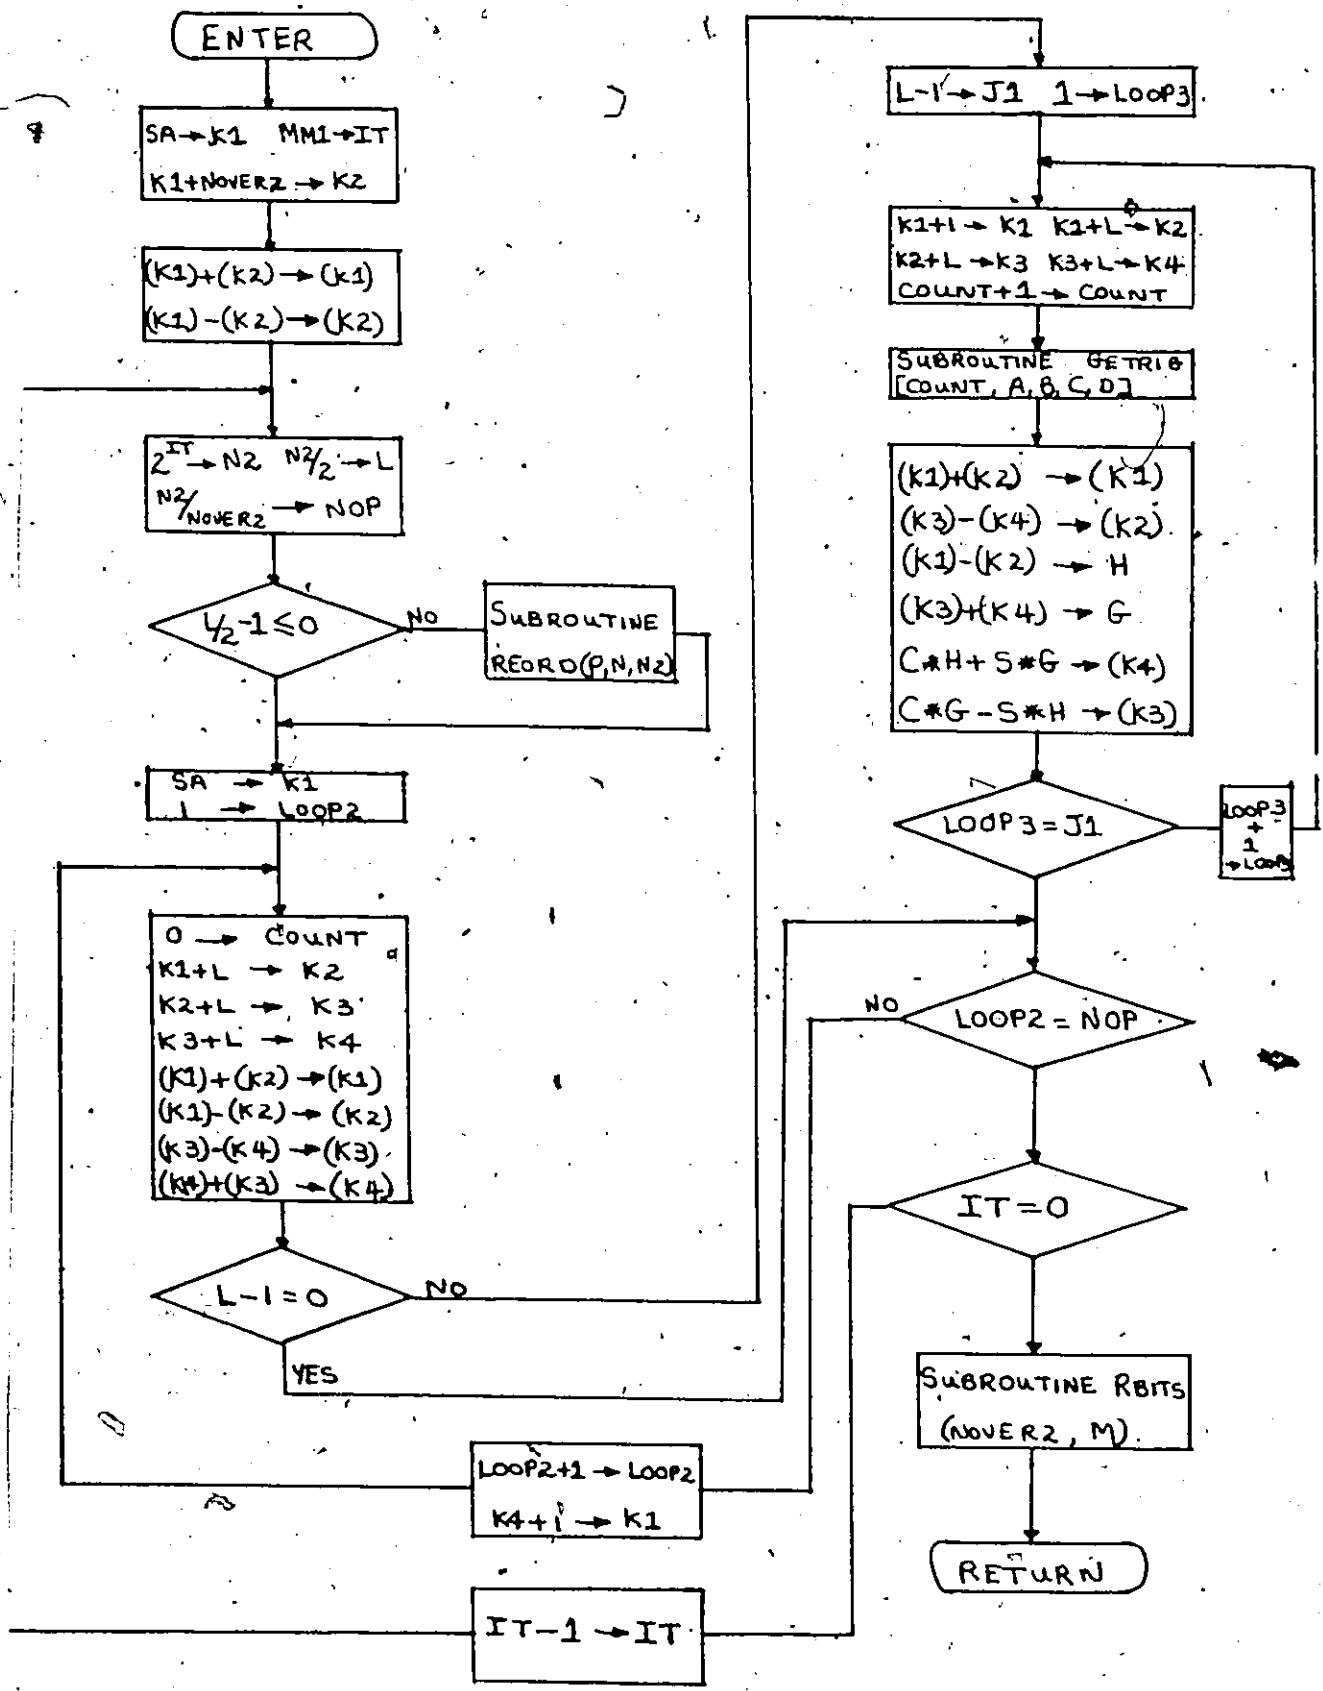 ENTER
SA→K1 MM1→IT
K1+NOVER2 → K2
(K1)+(K2)→(K1)
(K1)-(K2)→(K2)
2^IT→N2 N2/2→L
N2/NOVER2 → NOP
L/2-1≤0
NO
SUBROUTINE
REORD(P,N,N2)
SA → K1
1 → LOOP2
0 → COUNT
K1+L → K2
K2+L → K3
K3+L → K4
(K1)+(K2)→(K1)
(K1)-(K2)→(K2)
(K3)-(K4)→(K3)
(K4)+(K3)→(K4)
L-1=0
NO
YES
LOOP2+1→LOOP2
K4+1→K1
IT-1→IT
L-1→J1 1→LOOP3
K1+1→K1 K1+L→K2
K2+L→K3 K3+L→K4
COUNT+1→COUNT
SUBROUTINE GETRIG
[COUNT, A, B, C, D]
(K1)+(K2) → (K1)
(K3)-(K4) → (K2)
(K1)-(K2) → H
(K3)+(K4) → G
C*H+S*G→(K4)
C*G-S*H→(K3)
LOOP3=J1
LOOP3
+
1
→LOOP3
LOOP2=NOP
NO
IT=0
SUBROUTINE RBITS
(NOVER2, M)
RETURN